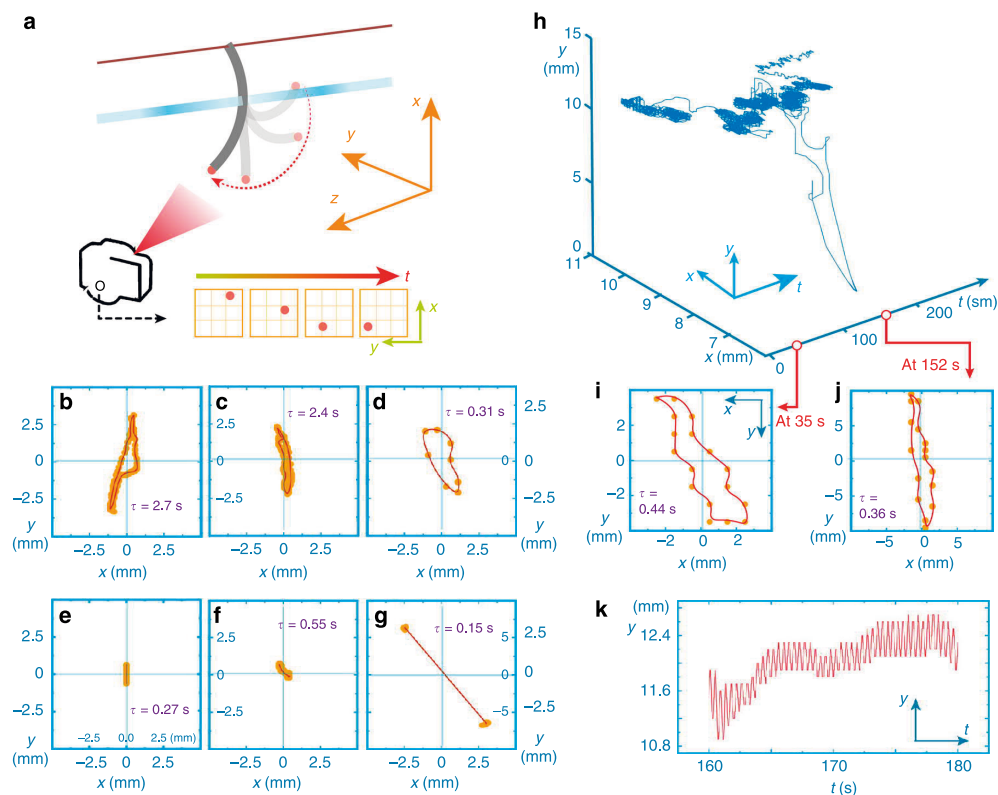 a
x
y
z
t
x
y
h
15
y
(mm)
10
5
0
11
10
9
8
7
x (mm)
0
100
200
t (sm)
y
x
t
At 152 s
At 35 s
b
2.5
0
−2.5
y
(mm)
τ = 2.7 s
−2.5
0
2.5
x (mm)
c
τ = 2.4 s
2.5
0
−2.5
−2.5
0
2.5
x (mm)
d
τ = 0.31 s
2.5
0
−2.5
y
(mm)
−2.5
0
2.5
x (mm)
i
x
y
2
0
−2
y
(mm)
τ =
0.44 s
−2
0
2
x (mm)
j
5
0
−5
τ =
0.36 s
−5
0
5
x (mm)
e
2.5
0
−2.5
y
(mm)
τ = 0.27 s
−2.5
0.0
2.5 (mm)
−2.5
0
2.5
x (mm)
f
τ = 0.55 s
2.5
0
2.5
−2.5
0
2.5
x (mm)
g
τ = 0.15 s
5
0
−5
2.5
0
−2.5
y
(mm)
−2.5
0
2.5
x (mm)
k
(mm)
y
12.4
11.6
10.8
y
t
160
170
180
t (s)